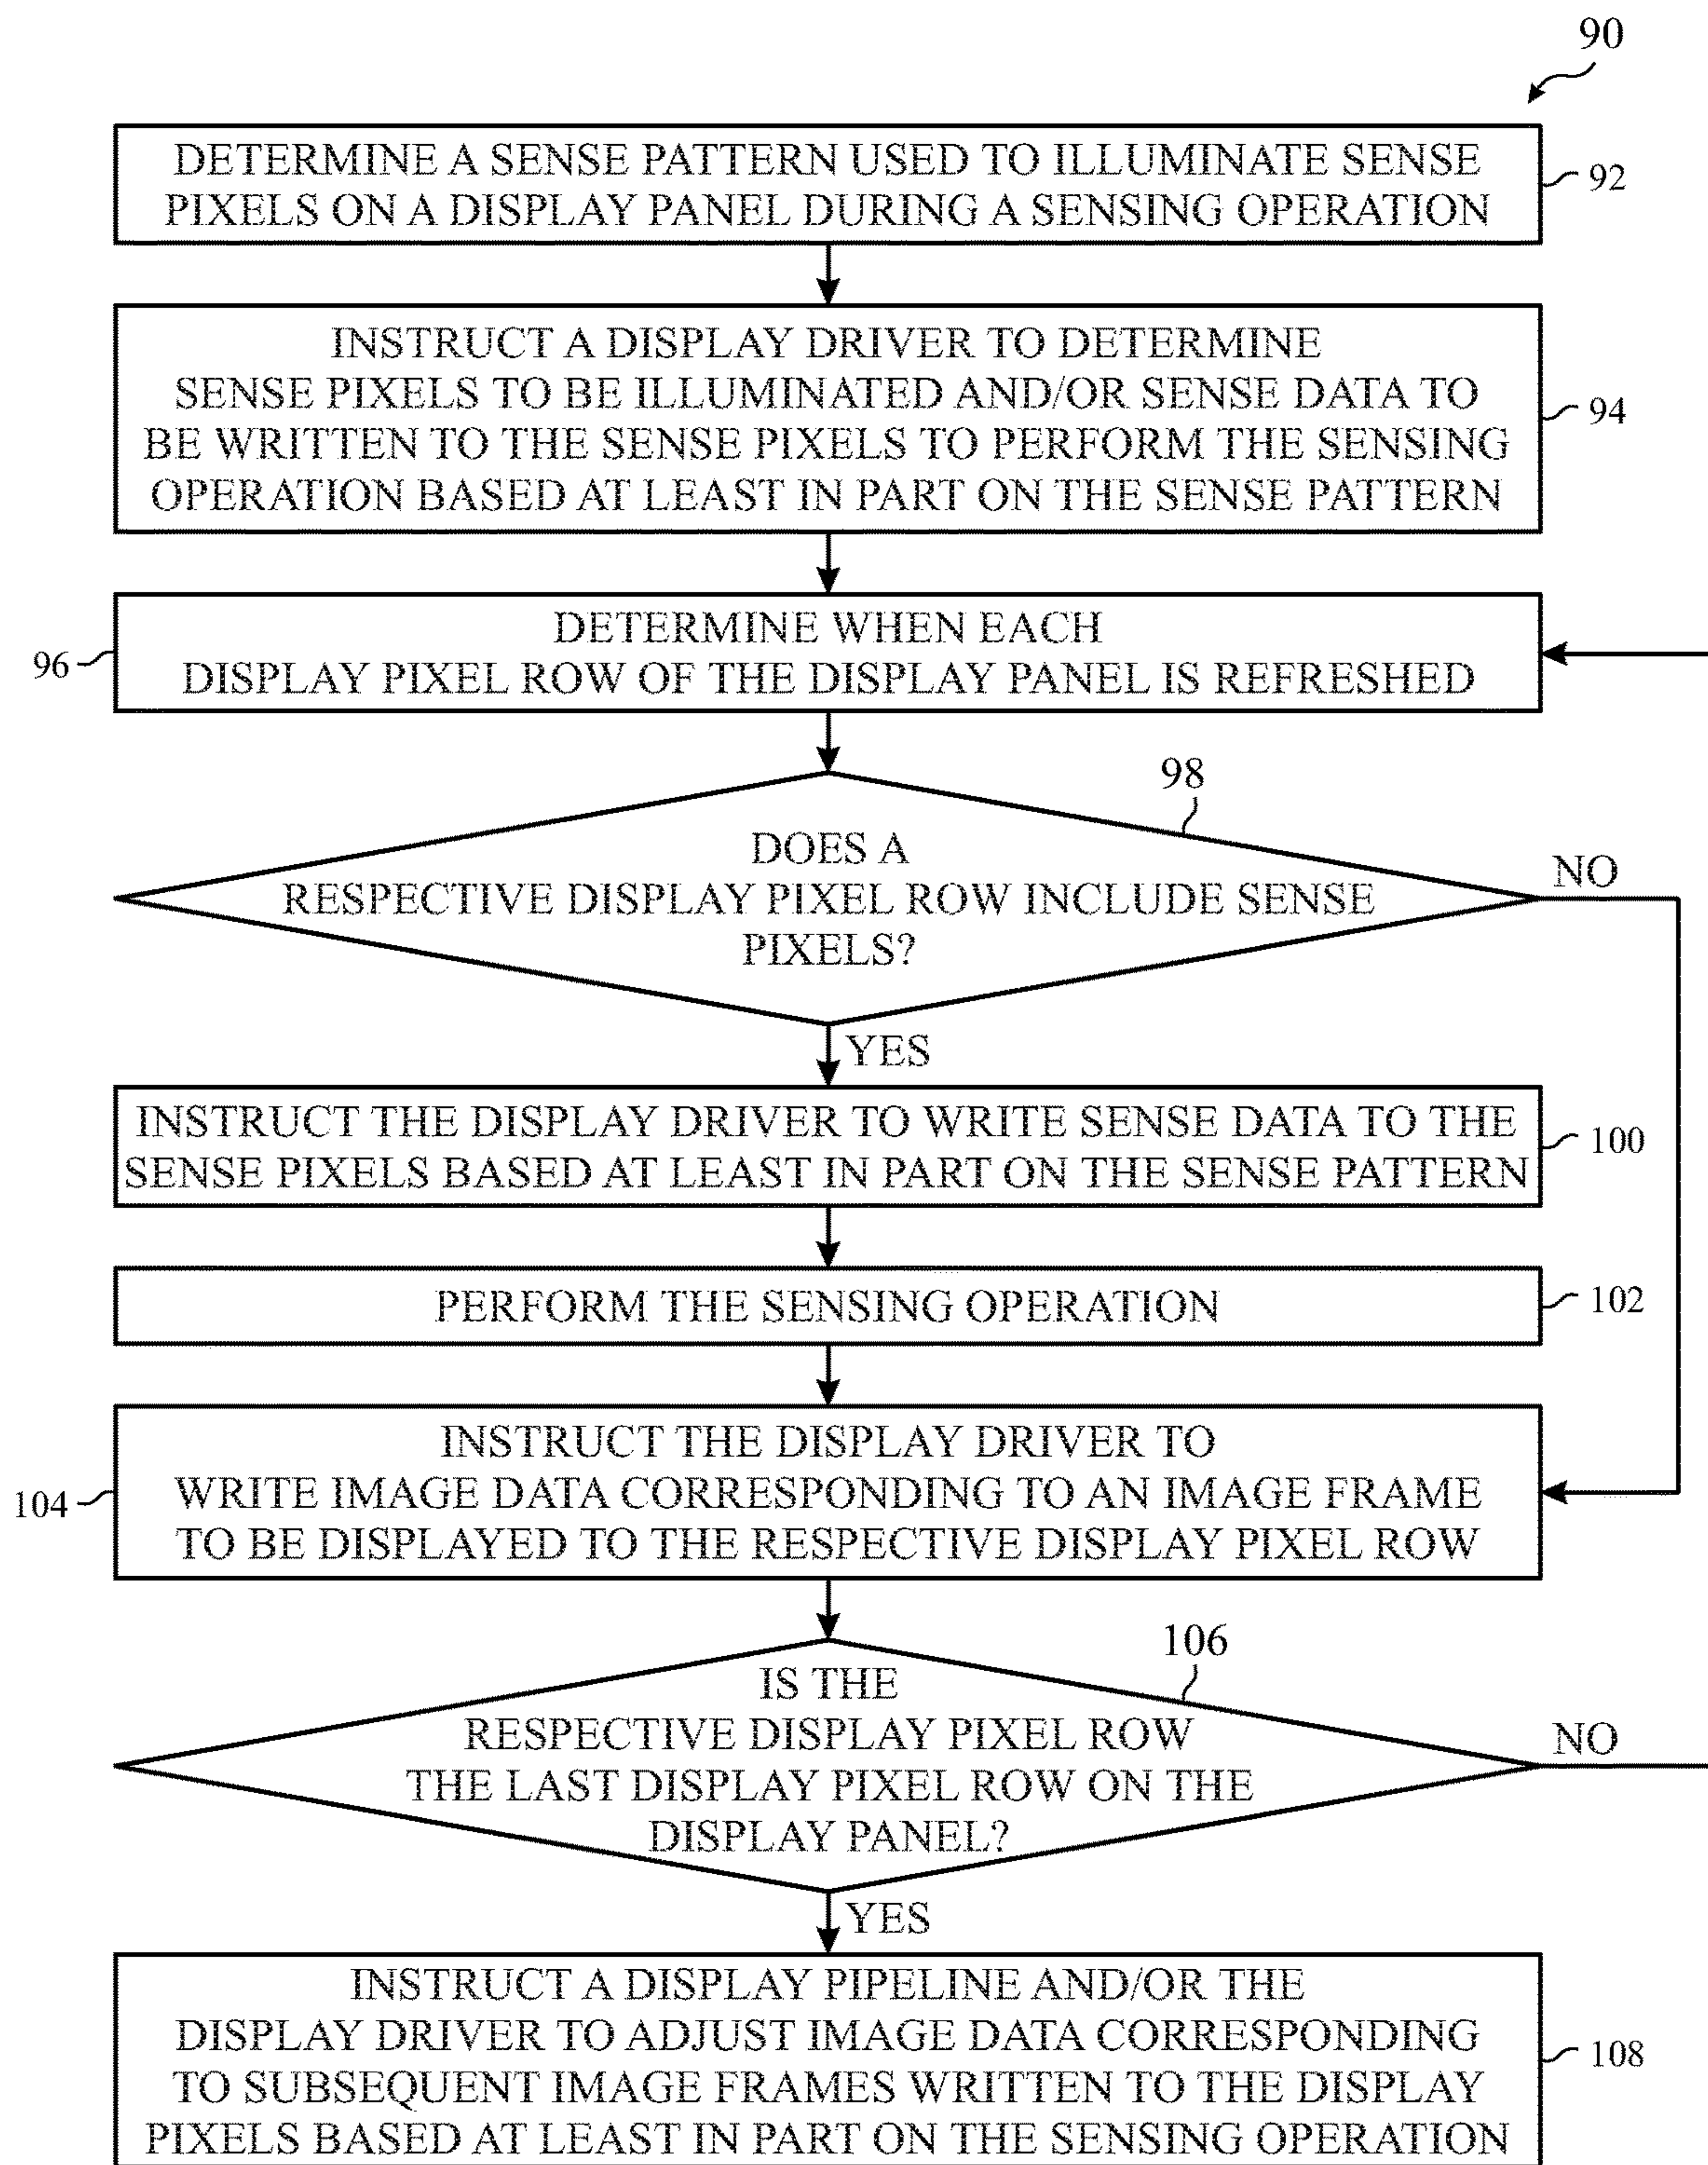 90
DETERMINE A SENSE PATTERN USED TO ILLUMINATE SENSE
PIXELS ON A DISPLAY PANEL DURING A SENSING OPERATION
92
INSTRUCT A DISPLAY DRIVER TO DETERMINE
SENSE PIXELS TO BE ILLUMINATED AND/OR SENSE DATA TO
BE WRITTEN TO THE SENSE PIXELS TO PERFORM THE SENSING
OPERATION BASED AT LEAST IN PART ON THE SENSE PATTERN
94
DETERMINE WHEN EACH
DISPLAY PIXEL ROW OF THE DISPLAY PANEL IS REFRESHED
96
98
DOES A
RESPECTIVE DISPLAY PIXEL ROW INCLUDE SENSE
PIXELS?
NO
YES
INSTRUCT THE DISPLAY DRIVER TO WRITE SENSE DATA TO THE
SENSE PIXELS BASED AT LEAST IN PART ON THE SENSE PATTERN
100
PERFORM THE SENSING OPERATION
102
INSTRUCT THE DISPLAY DRIVER TO
WRITE IMAGE DATA CORRESPONDING TO AN IMAGE FRAME
TO BE DISPLAYED TO THE RESPECTIVE DISPLAY PIXEL ROW
104
106
IS THE
RESPECTIVE DISPLAY PIXEL ROW
THE LAST DISPLAY PIXEL ROW ON THE
DISPLAY PANEL?
NO
YES
INSTRUCT A DISPLAY PIPELINE AND/OR THE
DISPLAY DRIVER TO ADJUST IMAGE DATA CORRESPONDING
TO SUBSEQUENT IMAGE FRAMES WRITTEN TO THE DISPLAY
PIXELS BASED AT LEAST IN PART ON THE SENSING OPERATION
108